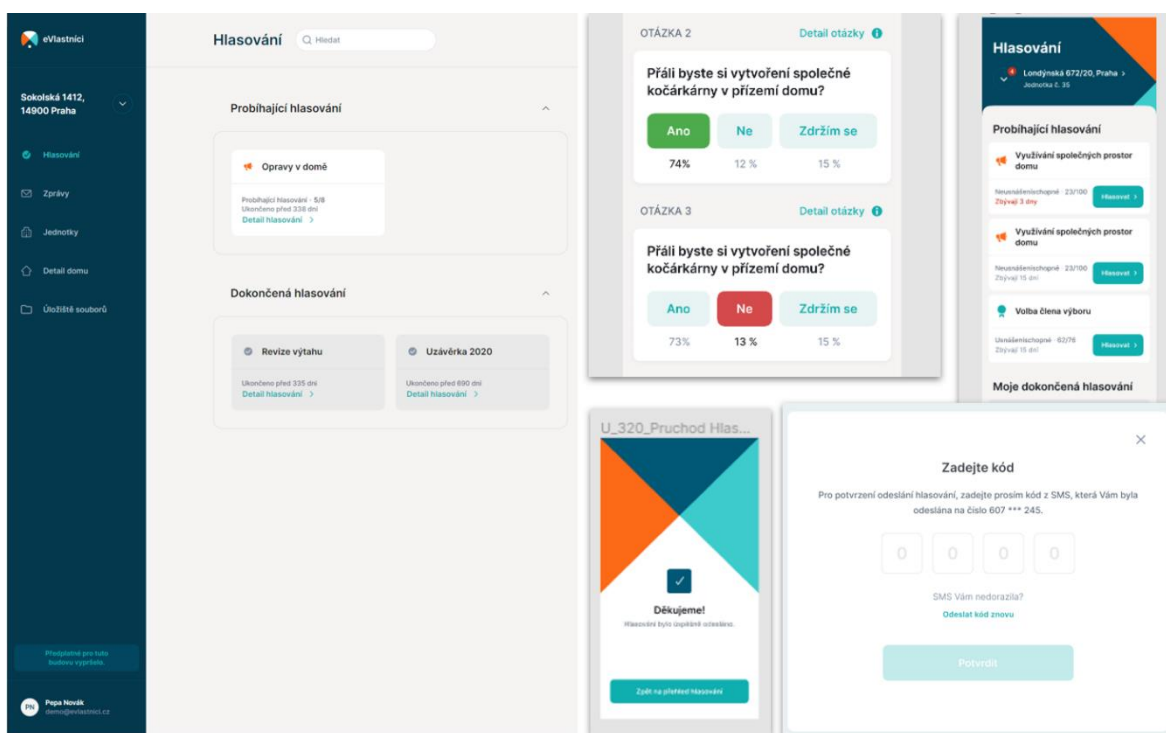 eVlastníci
Sokolská 1412,
14900 Praha
Hlasování
Zprávy
Jednotky
Detail domu
Úložiště souborů
Předplatné pro tuto
budovu vypršelo.
PN
Pepa Novák
demo@evlastnici.cz
Hlasování
Hledat
Probíhající hlasování
Opravy v domě
Probíhající hlasování · 5/8
Ukončeno před 338 dní
Detail hlasování >
Dokončená hlasování
Revize výtahu
Ukončeno před 335 dní
Detail hlasování >
Uzávěrka 2020
Ukončeno před 690 dní
Detail hlasování >
OTÁZKA 2
Detail otázky
Přáli byste si vytvoření společné
kočárkárny v přízemí domu?
Ano Ne Zdržím se
74% 12 % 15 %
OTÁZKA 3
Detail otázky
Přáli byste si vytvoření společné
kočárkárny v přízemí domu?
Ano Ne Zdržím se
73% 13 % 15 %
Hlasování
4
Londýnská 672/20, Praha >
Jednotka č. 35
Probíhající hlasování
Využívání společných prostor
domu
Neusnášeníschopné · 23/100
Zbývají 3 dny
Hlasovat >
Využívání společných prostor
domu
Neusnášeníschopné · 23/100
Zbývají 15 dní
Hlasovat >
Volba člena výboru
Usnášeníschopné · 62/76
Zbývají 15 dní
Hlasovat >
Moje dokončená hlasování
U_320_Pruchod Hlas...
Děkujeme!
Hlasování bylo úspěšně odesláno.
Zpět na přehled hlasování
Zadejte kód
Pro potvrzení odeslání hlasování, zadejte prosím kód z SMS, která Vám byla
odeslána na číslo 607 *** 245.
0 0 0 0
SMS Vám nedorazila?
Odeslat kód znovu
Potvrdit